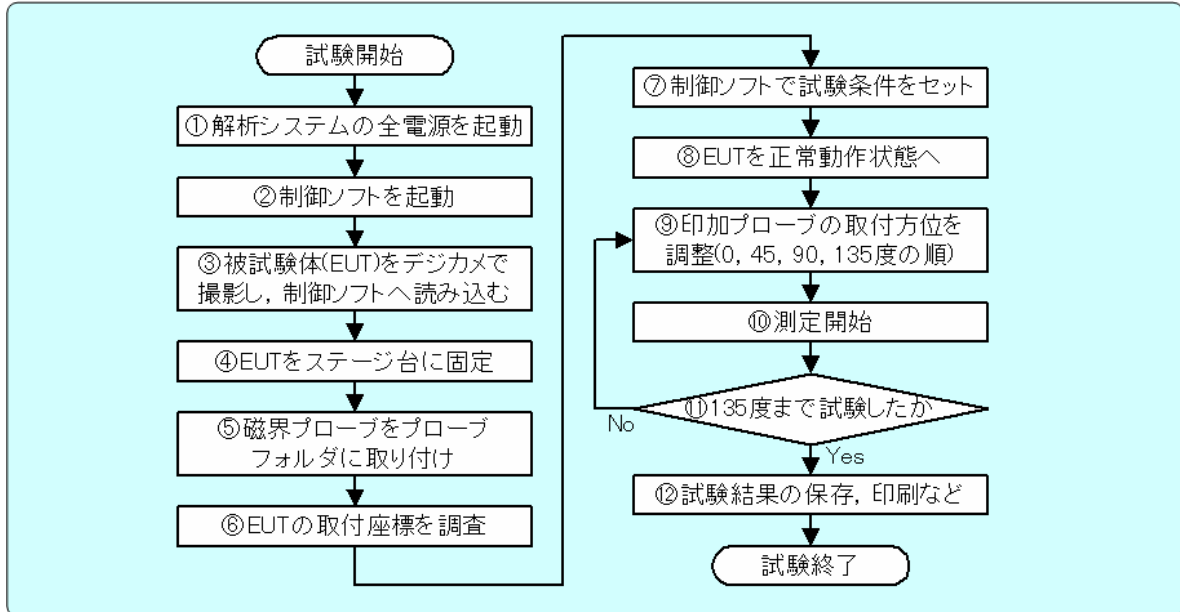 試験開始
①解析システムの全電源を起動
②制御ソフトを起動
③被試験体(EUT)をデジカメで
撮影し, 制御ソフトへ読み込む
④EUTをステージ台に固定
⑤磁界プローブをプローブ
フォルダに取り付け
⑥EUTの取付座標を調査
⑦制御ソフトで試験条件をセット
⑧EUTを正常動作状態へ
⑨印加プローブの取付方位を
調整(0, 45, 90, 135度の順)
⑩測定開始
⑪135度まで試験したか
No
Yes
⑫試験結果の保存, 印刷など
試験終了